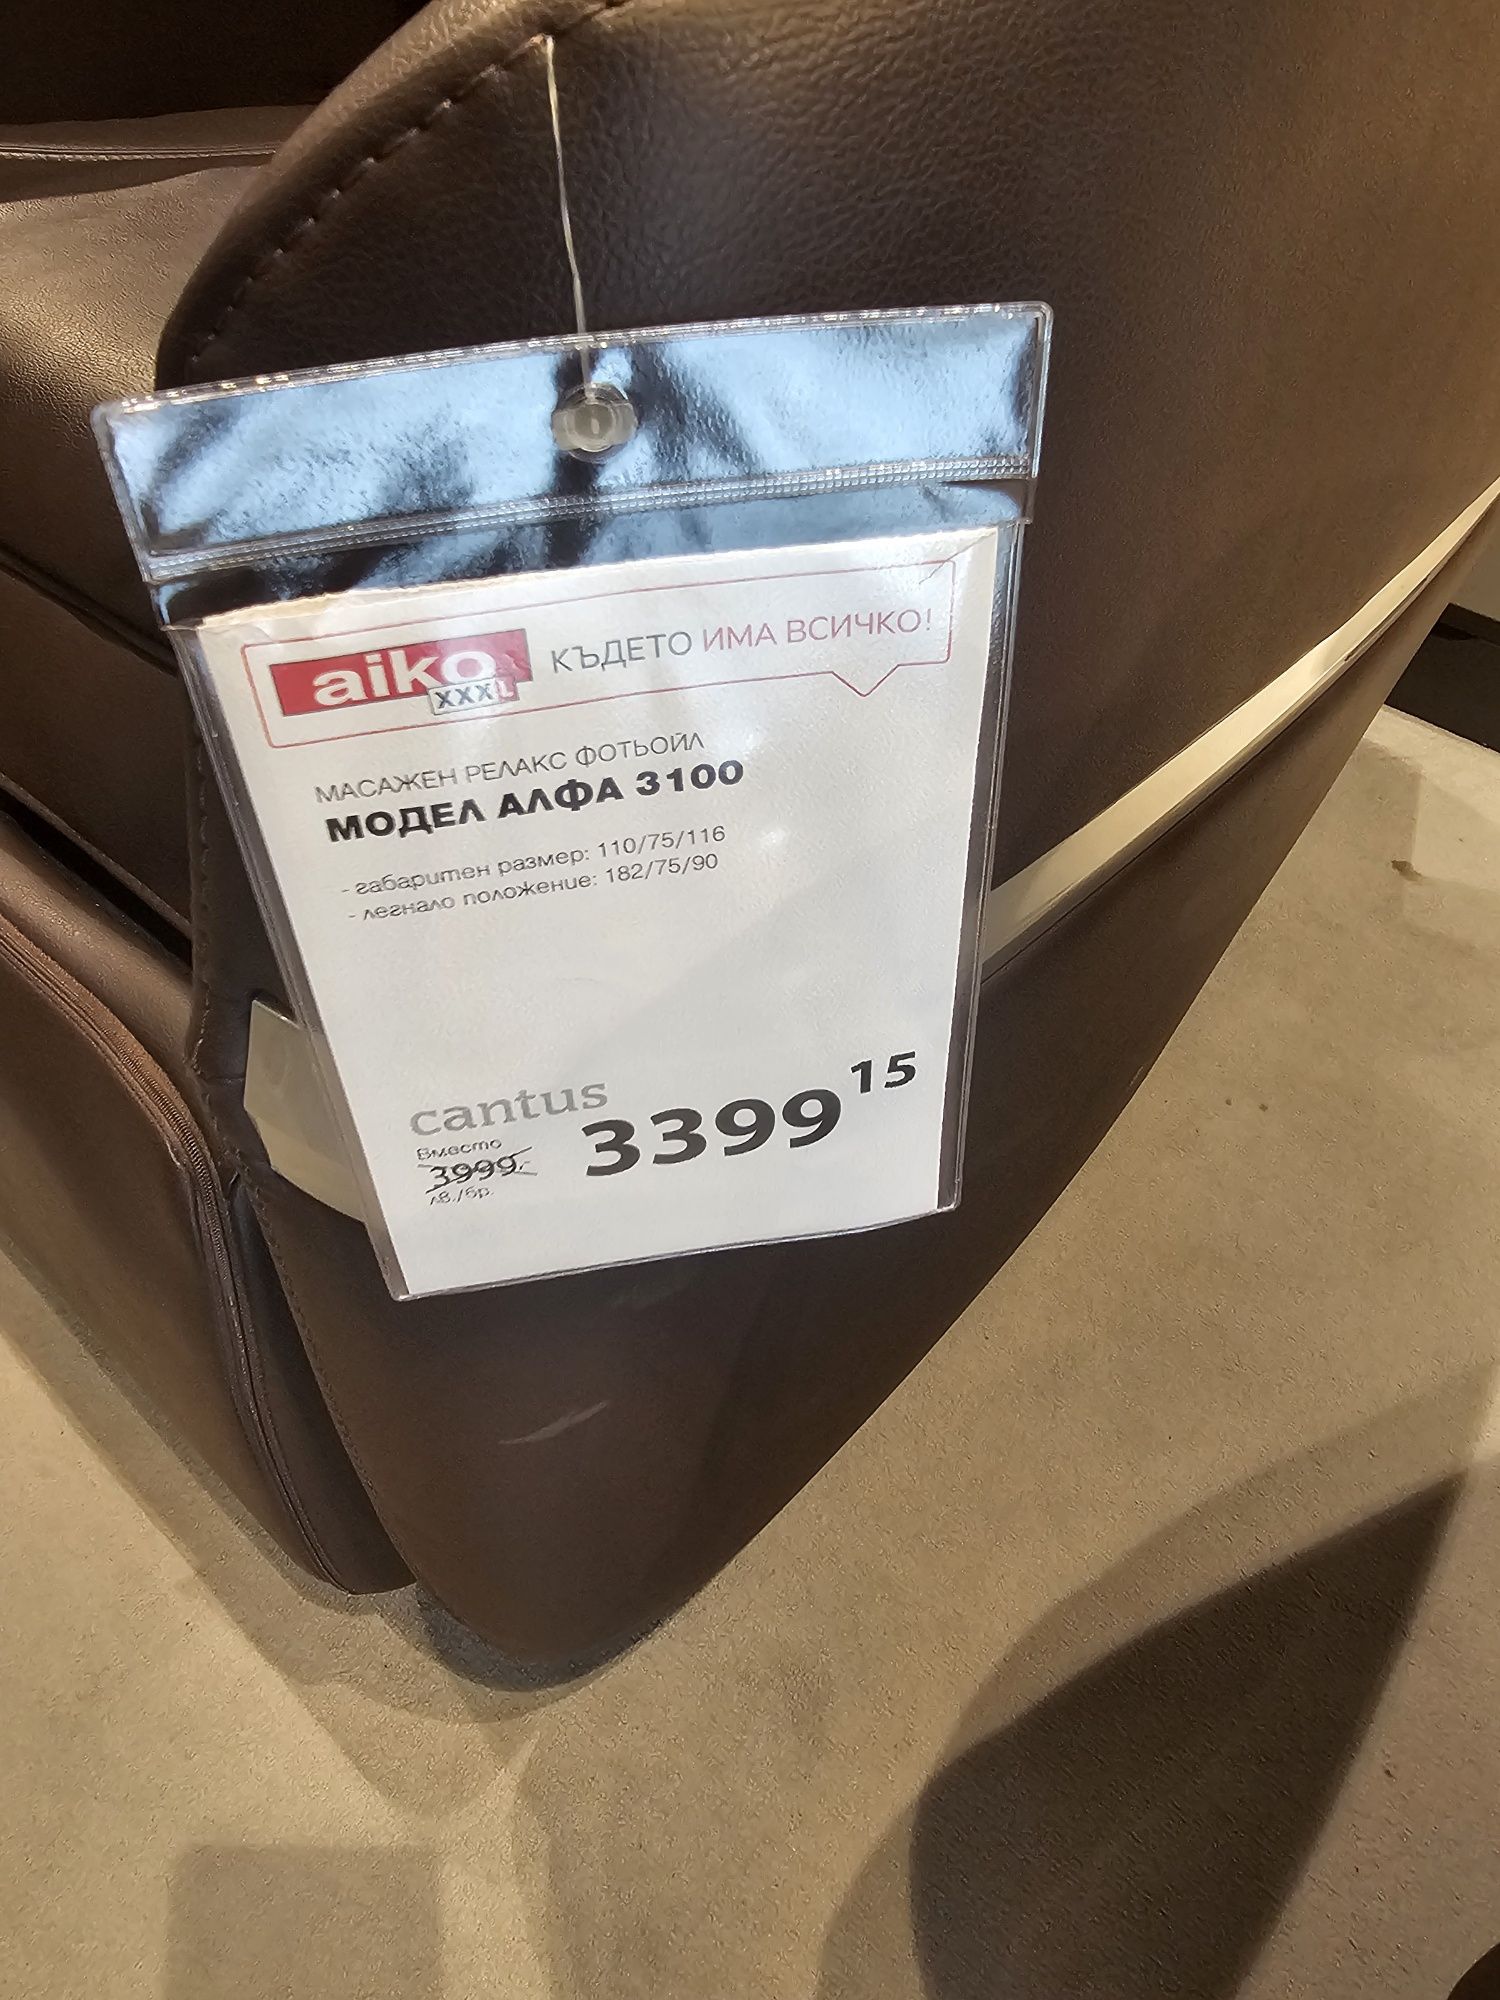 aiko
XXXL
КЪДЕТО ИМА ВСИЧКО!
МАСАЖЕН РЕЛАКС ФОТЬОЙЛ
МОДЕЛ АЛФА 3100
- габаритен размер: 110/75/116
- легнало положение: 182/75/90
cantus
Вместо
3999.-
лв./бр.
3399 15